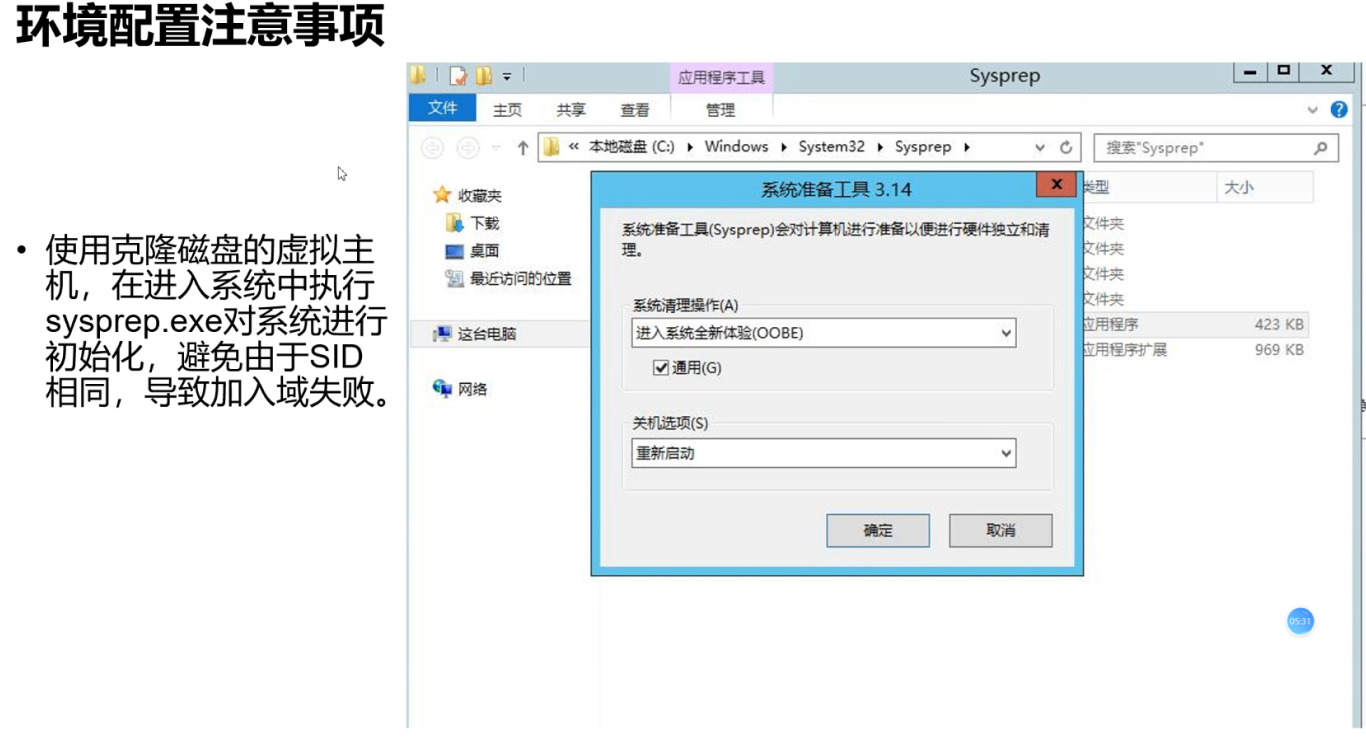 环境配置注意事项
• 使用克隆磁盘的虚拟主
机，在进入系统中执行
sysprep.exe对系统进行
初始化，避免由于SID
相同，导致加入域失败。
应用程序工具
Sysprep
文件 主页 共享 查看 管理
« 本地磁盘 (C:) Windows System32 Sysprep
搜索"Sysprep"
收藏夹
下载
桌面
最近访问的位置
这台电脑
网络
类型 大小
文件夹
文件夹
文件夹
文件夹
应用程序 423 KB
应用程序扩展 969 KB
系统准备工具 3.14
系统准备工具(Sysprep)会对计算机进行准备以便进行硬件独立和清
理。
系统清理操作(A)
进入系统全新体验(OOBE)
通用(G)
关机选项(S)
重新启动
确定 取消
05:31